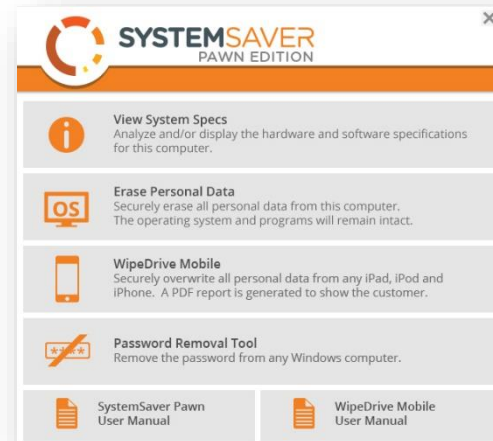 SYSTEMSAVER
PAWN EDITION
View System Specs
Analyze and/or display the hardware and software specifications
for this computer.
OS
Erase Personal Data
Securely erase all personal data from this computer.
The operating system and programs will remain intact.
WipeDrive Mobile
Securely overwrite all personal data from any iPad, iPod and
iPhone. A PDF report is generated to show the customer.
Password Removal Tool
Remove the password from any Windows computer.
SystemSaver Pawn
User Manual
WipeDrive Mobile
User Manual